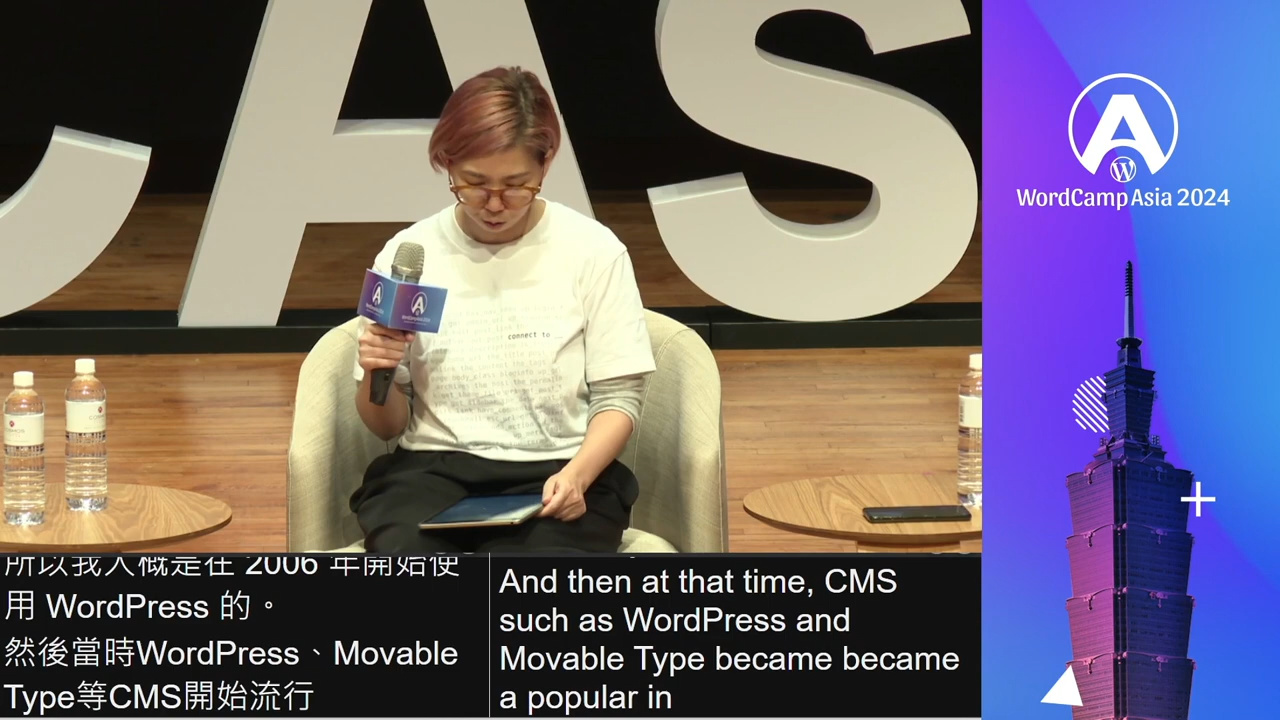 CAS
connect to
所以我大概是在 2006 年開始使
用 WordPress 的。
然後當時WordPress、Movable
Type等CMS開始流行
And then at that time, CMS
such as WordPress and
Movable Type became became
a popular in
WordCamp Asia 2024